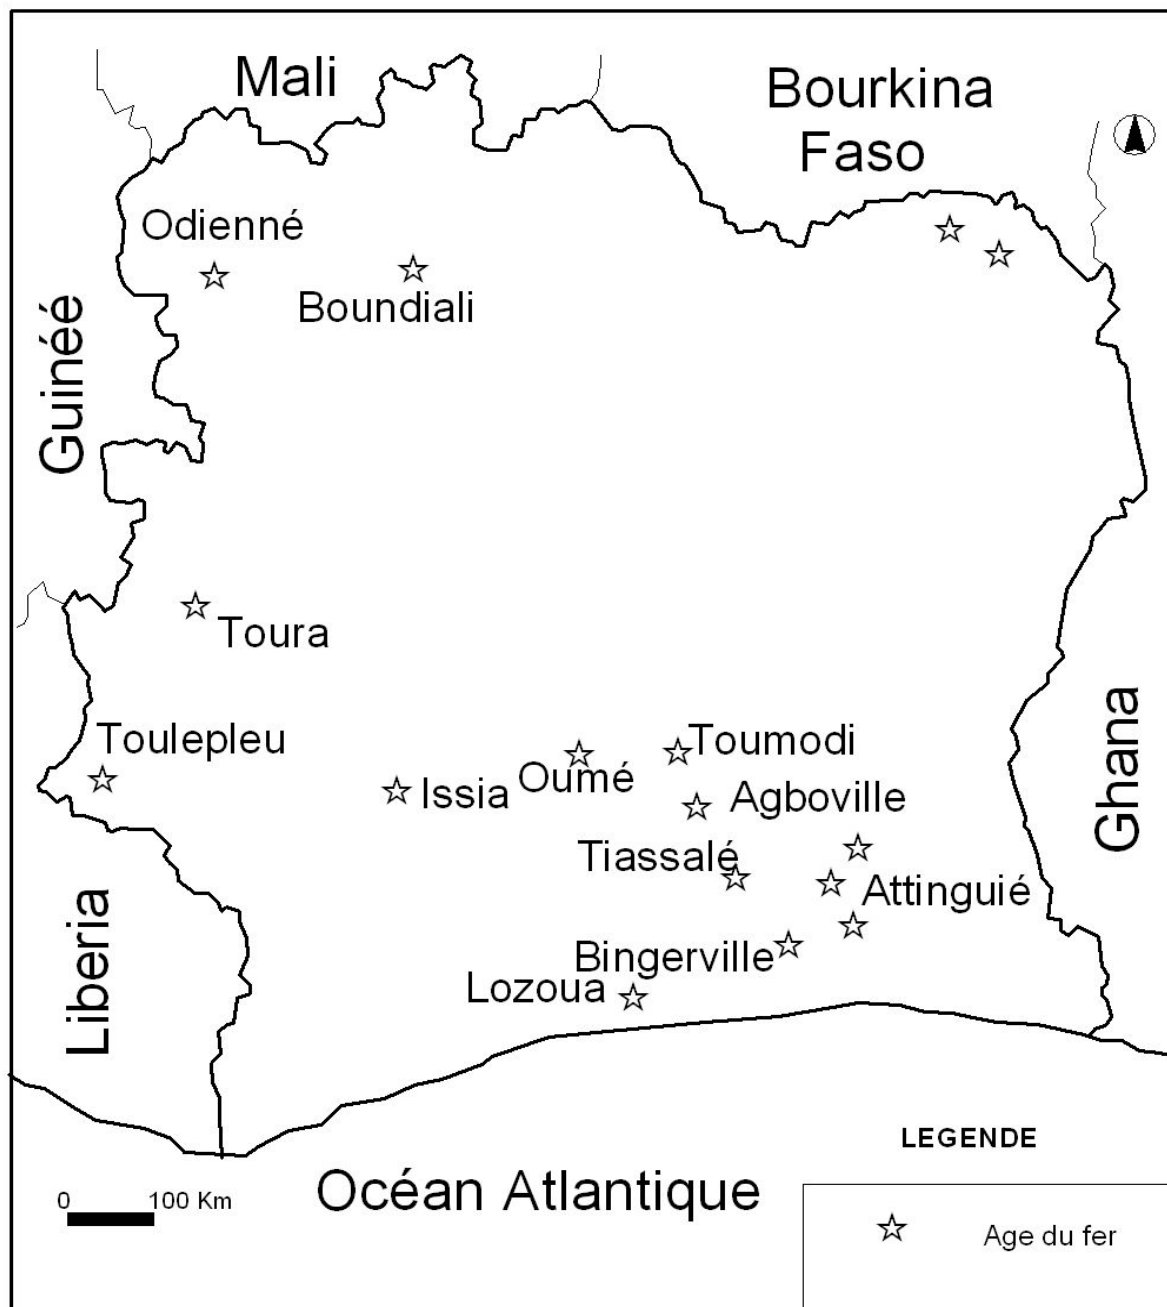 Mali
Bourkina
Faso
Odienné
Boundiali
Guinéé
Toura
Toulepleu
Issia
Oumé
Toumodi
Agboville
Tiassalé
Attinguié
Bingerville
Lozoua
Ghana
Liberia
LEGENDE
0 100 Km
Océan Atlantique
Age du fer